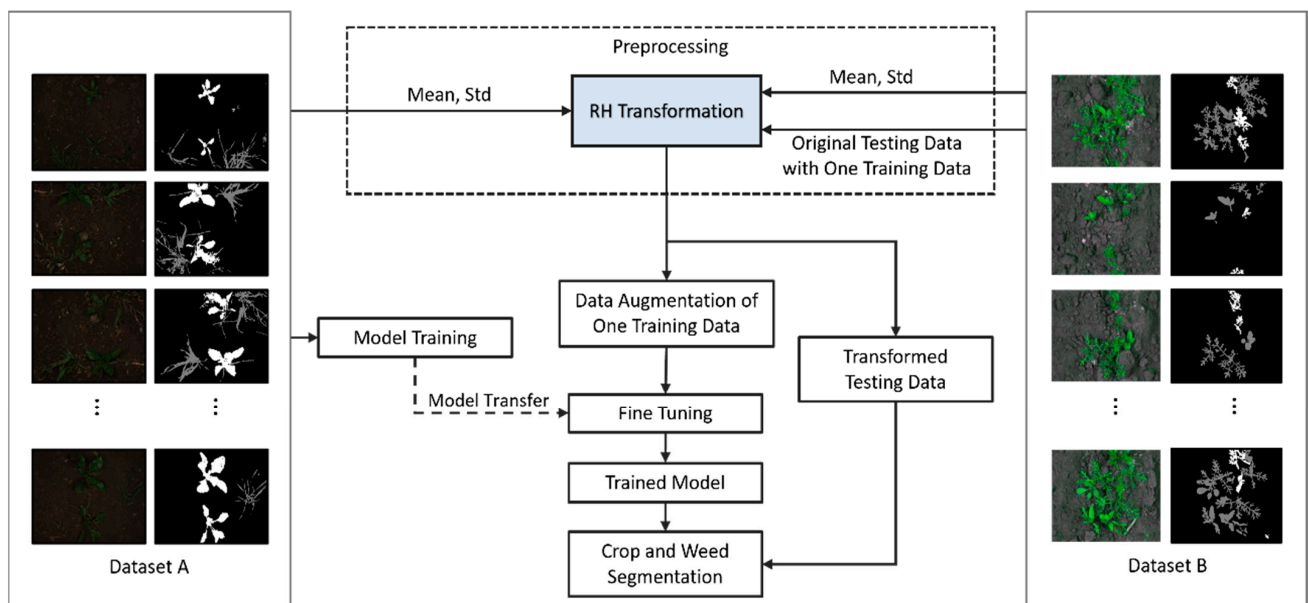 Preprocessing
Mean, Std
RH Transformation
Mean, Std
Original Testing Data
with One Training Data
Data Augmentation of
One Training Data
Model Training
Transformed
Testing Data
Model Transfer
Fine Tuning
Trained Model
Crop and Weed
Segmentation
Dataset A
Dataset B